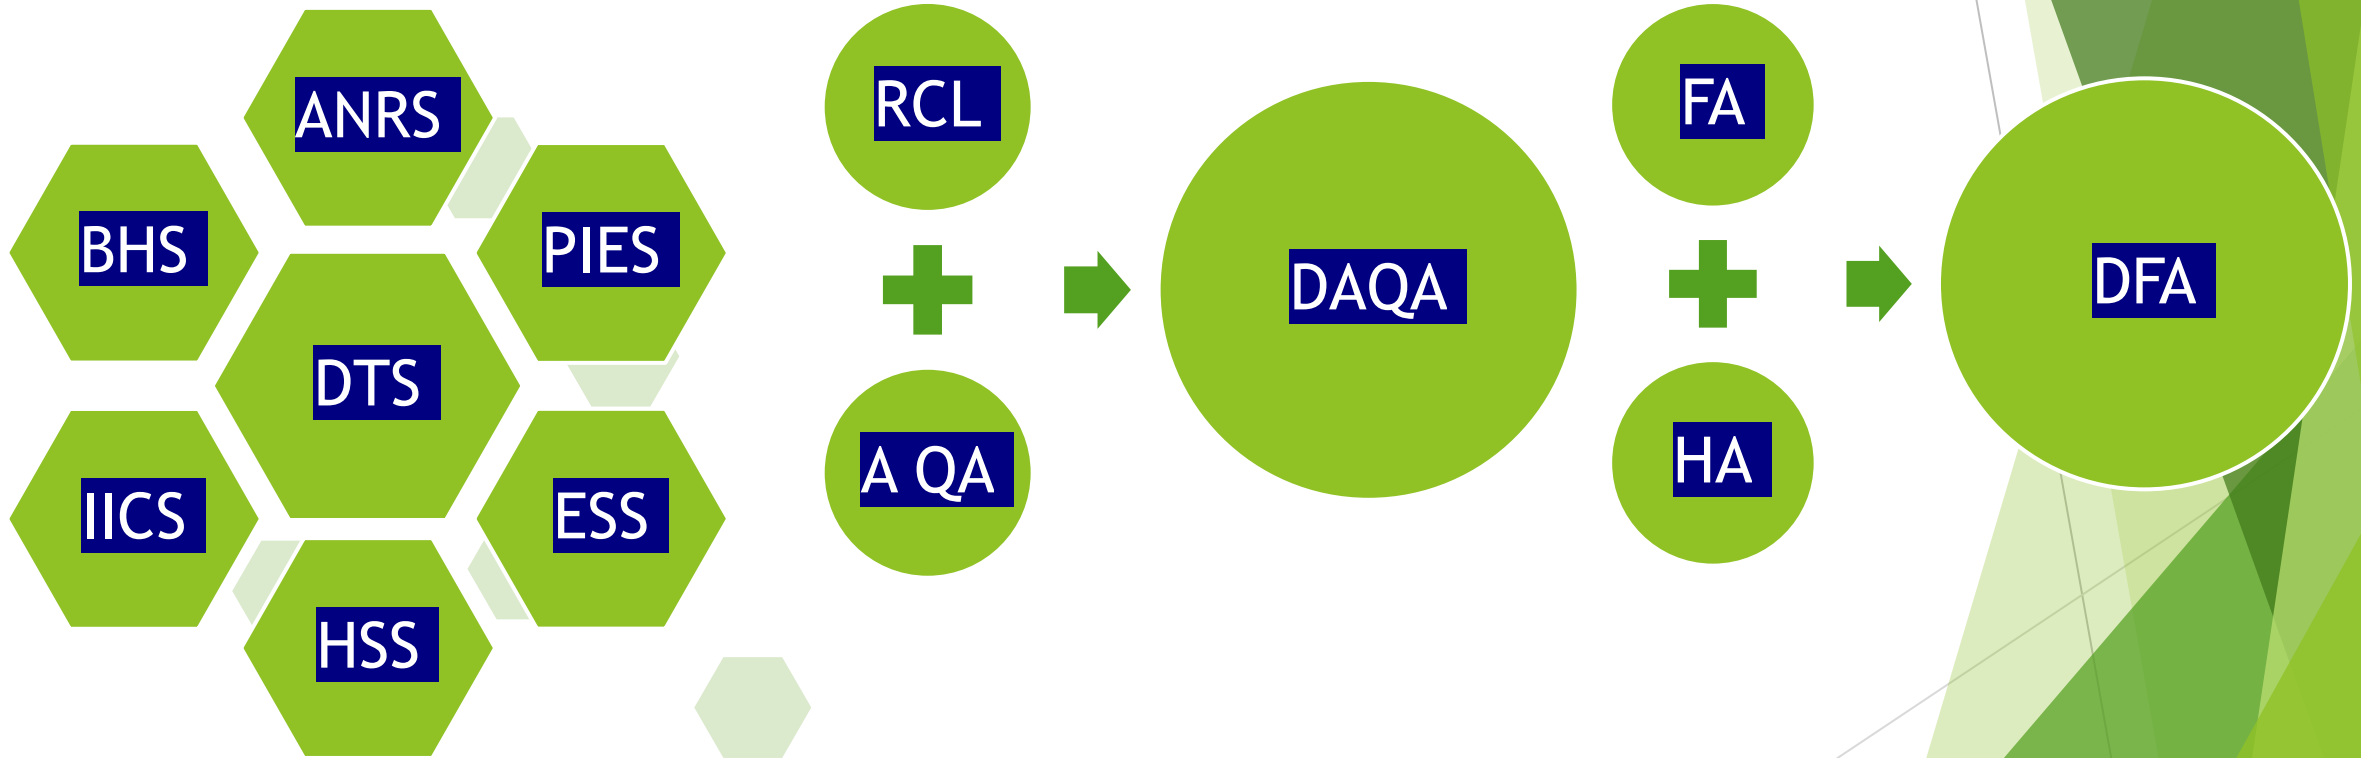 ANRS
BHS
PIES
DTS
IICS
ESS
HSS
RCL
A QA
DAQA
FA
HA
DFA